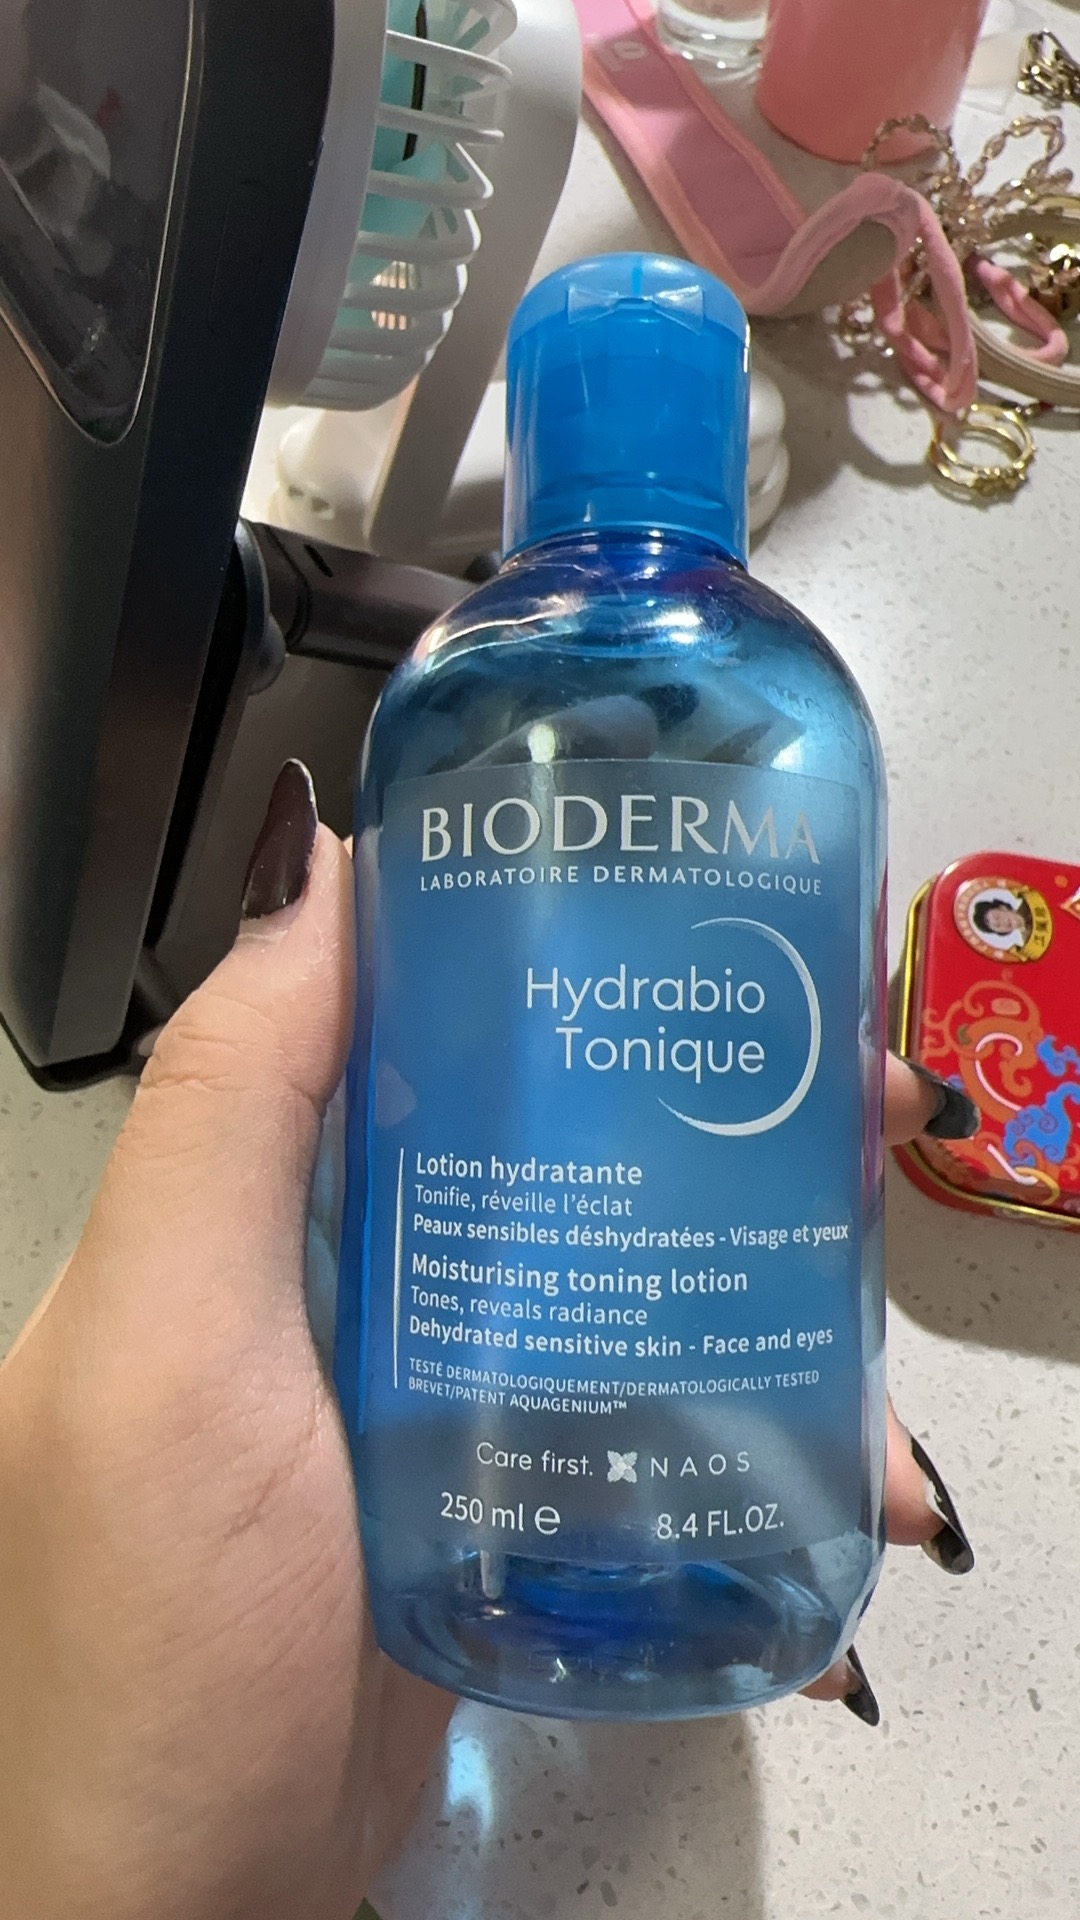 BIODERMA
LABORATOIRE DERMATOLOGIQUE
Hydrabio
Tonique
Lotion hydratante
Tonifie, réveille l'éclat
Peaux sensibles déshydratées - Visage et yeux
Moisturising toning lotion
Tones, reveals radiance
Dehydrated sensitive skin - Face and eyes
TESTÉ DERMATOLOGIQUEMENT/DERMATOLOGICALLY TESTED
BREVET/PATENT AQUAGENIUM™
Care first. NAOS
250 ml ℮ 8.4 FL.OZ.